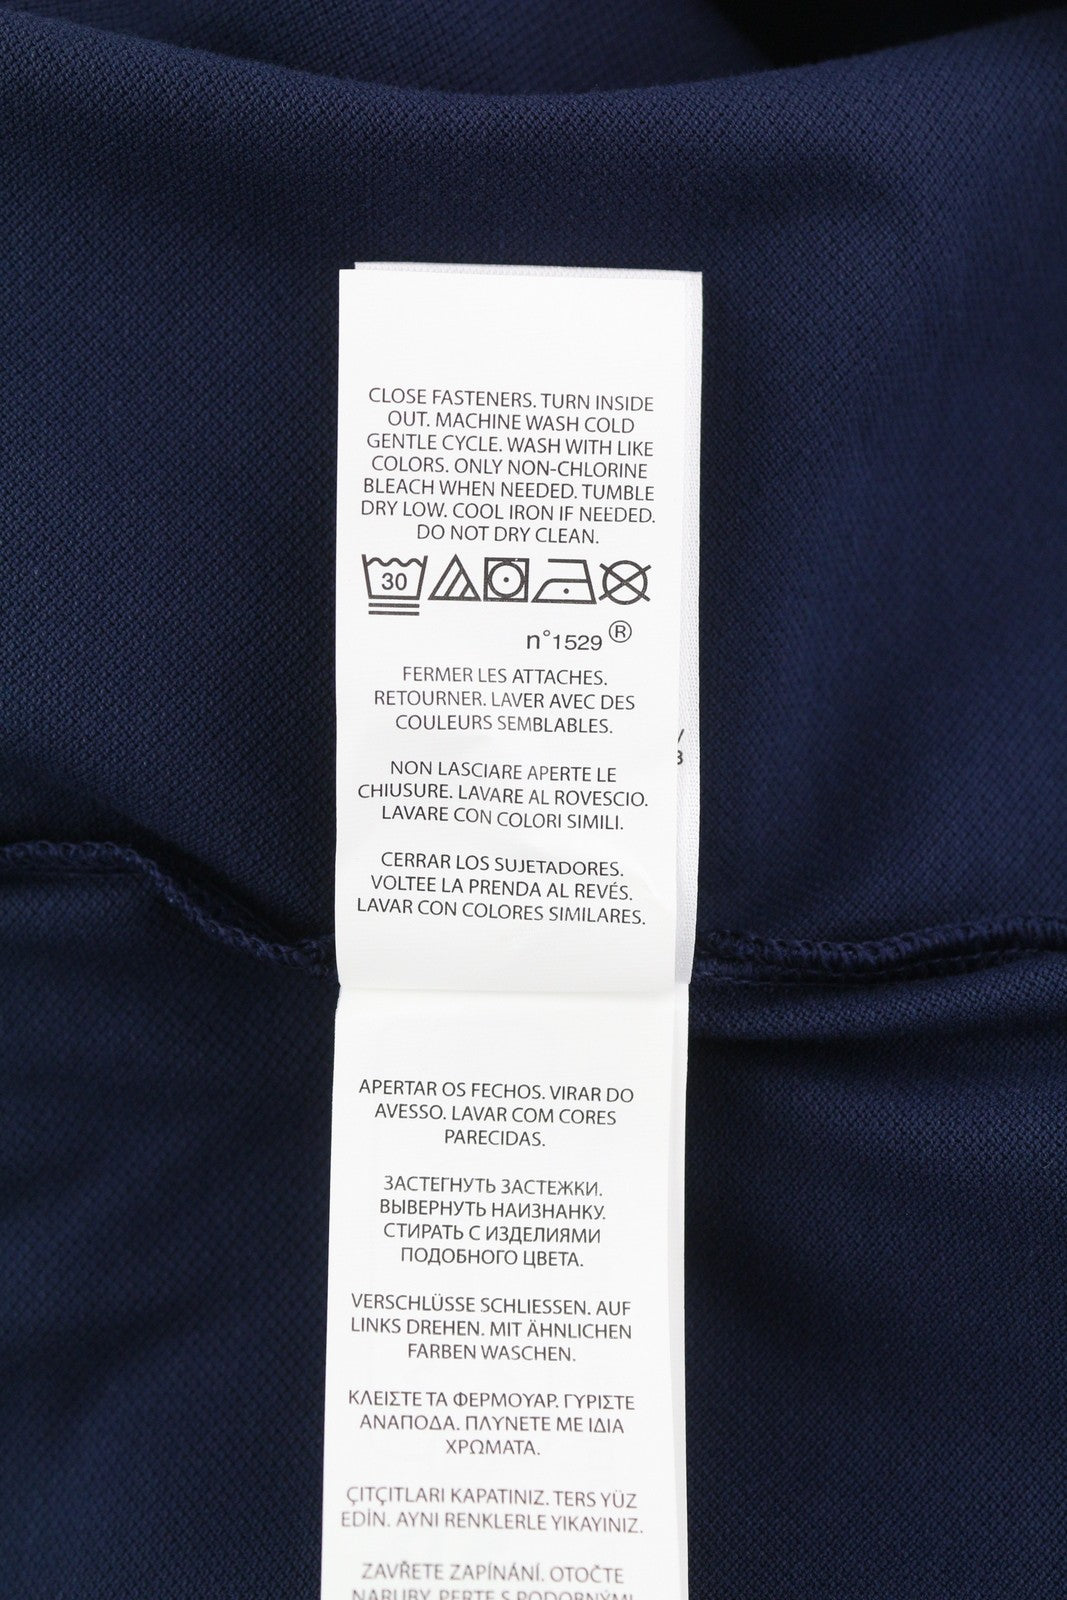 CLOSE FASTENERS. TURN INSIDE
OUT. MACHINE WASH COLD
GENTLE CYCLE. WASH WITH LIKE
COLORS. ONLY NON-CHLORINE
BLEACH WHEN NEEDED. TUMBLE
DRY LOW. COOL IRON IF NEEDED.
DO NOT DRY CLEAN.
30
n°1529 ®
FERMER LES ATTACHES.
RETOURNER. LAVER AVEC DES
COULEURS SEMBLABLES.
NON LASCIARE APERTE LE
CHIUSURE. LAVARE AL ROVESCIO.
LAVARE CON COLORI SIMILI.
CERRAR LOS SUJETADORES.
VOLTEE LA PRENDA AL REVÉS.
LAVAR CON COLORES SIMILARES.
APERTAR OS FECHOS. VIRAR DO
AVESSO. LAVAR COM CORES
PARECIDAS.
ЗАСТЕГНУТЬ ЗАСТЕЖКИ.
ВЫВЕРНУТЬ НАИЗНАНКУ.
СТИРАТЬ С ИЗДЕЛИЯМИ
ПОДОБНОГО ЦВЕТА.
VERSCHLÜSSE SCHLIESSEN. AUF
LINKS DREHEN. MIT ÄHNLICHEN
FARBEN WASCHEN.
ΚΛΕΙΣΤΕ ΤΑ ΦΕΡΜΟΥΑΡ. ΓΥΡΙΣΤΕ
ΑΝΑΠΟΔΑ. ΠΛΥΝΕΤΕ ΜΕ ΙΔΙΑ
ΧΡΩΜΑΤΑ.
ÇITÇITLARI KAPATINIZ. TERS YÜZ
EDİN. AYNI RENKLERLE YIKAYINIZ.
ZAVŘETE ZAPÍNÁNÍ. OTOČTE
NARUBY. PERTE S PODOBNÝMI